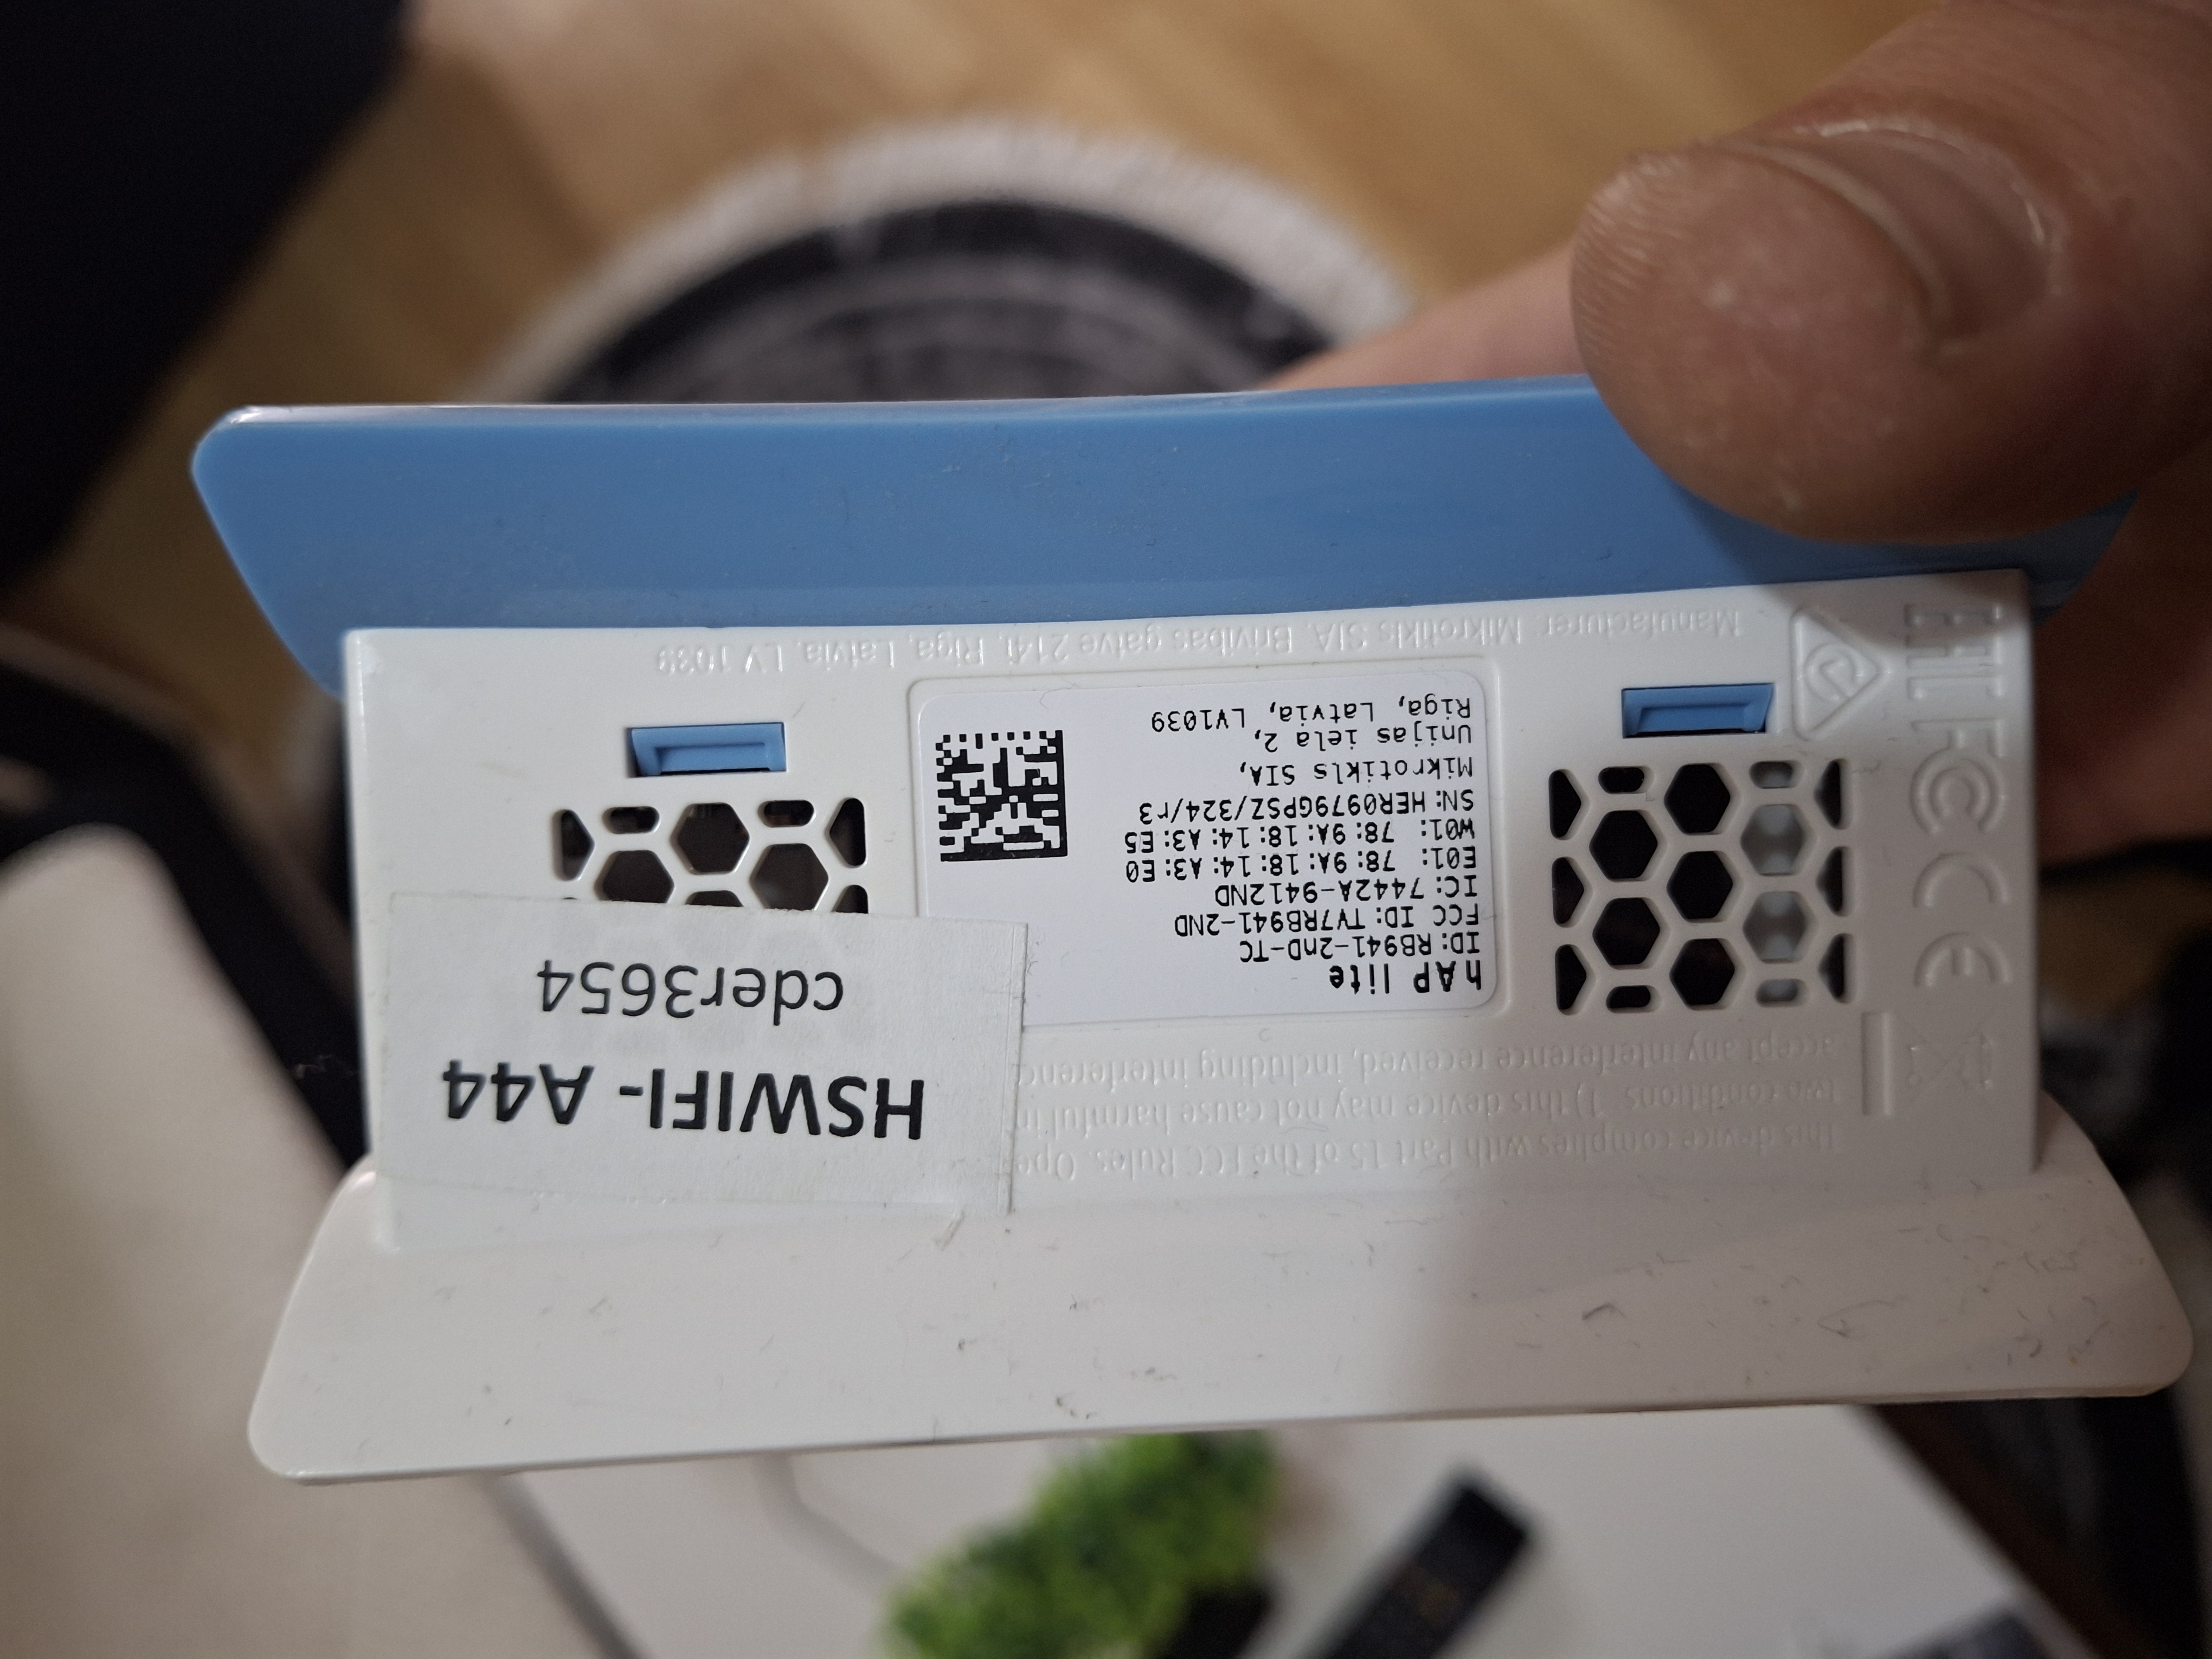 HSWIFI- A44
cder3654
hAP lite
ID: RB941-2nD-TC
FCC ID: TV7RB941-2ND
IC: 7442A-9412ND
E01: 78:9A:18:14:A3:E0
W01: 78:9A:18:14:A3:E5
SN: HER0979GPSZ/324/r3
Mikrotikls SIA,
Unijas iela 2,
Riga, Latvia, LV1039
This device complies with Part 15 of the FCC Rules. Ope
two conditions. 1) this device may not cause harmful in
accept any interference received, including interferenc
Manufacturer: Mikrotikls SIA, Brivibas gatve 214i, Riga, Latvia, LV 1039
EAC
FC
CE